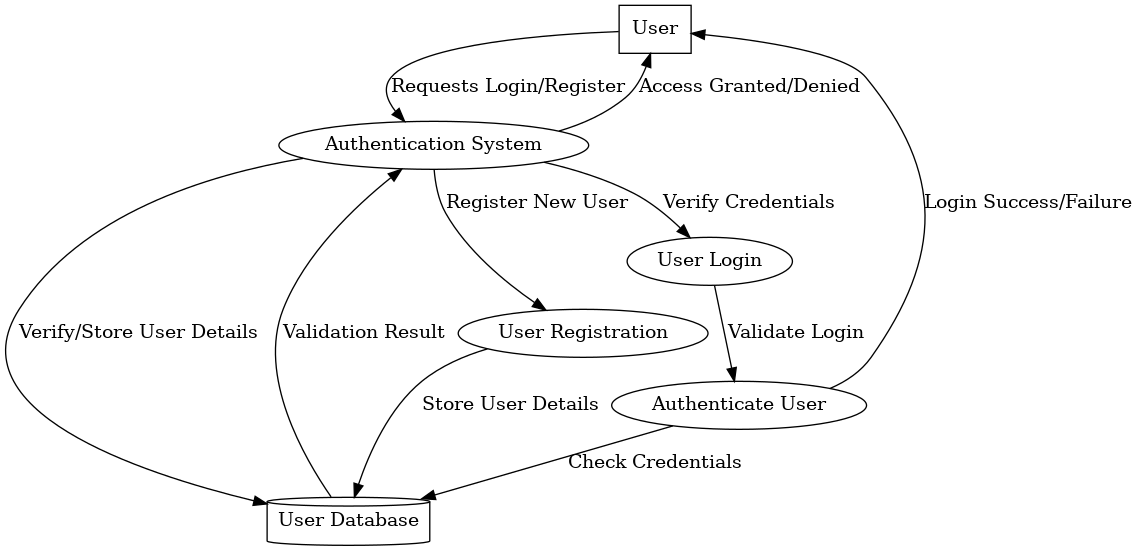 User
Requests Login/Register
Access Granted/Denied
Authentication System
Register New User
Verify Credentials
Login Success/Failure
User Login
Verify/Store User Details
Validation Result
User Registration
Validate Login
Store User Details
Authenticate User
Check Credentials
User Database